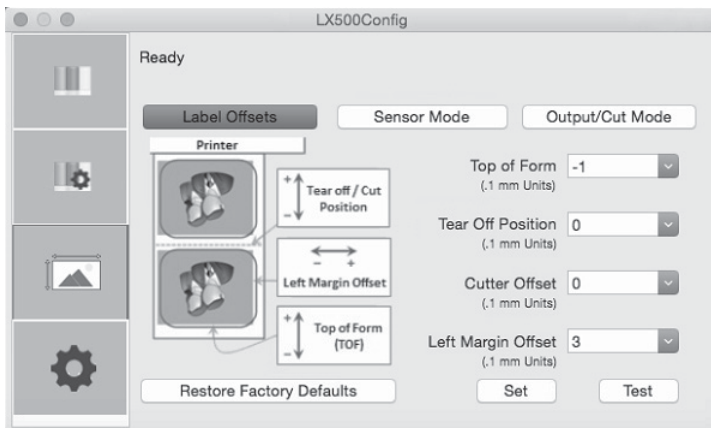 LX500Config
Ready
Label Offsets
Sensor Mode
Output/Cut Mode
Printer
+
Tear off / Cut
Position
–
– +
Left Margin Offset
+
Top of Form
(TOF)
–
Top of Form
-1
(.1 mm Units)
Tear Off Position
0
(.1 mm Units)
Cutter Offset
0
(.1 mm Units)
Left Margin Offset
3
(.1 mm Units)
Restore Factory Defaults
Set
Test